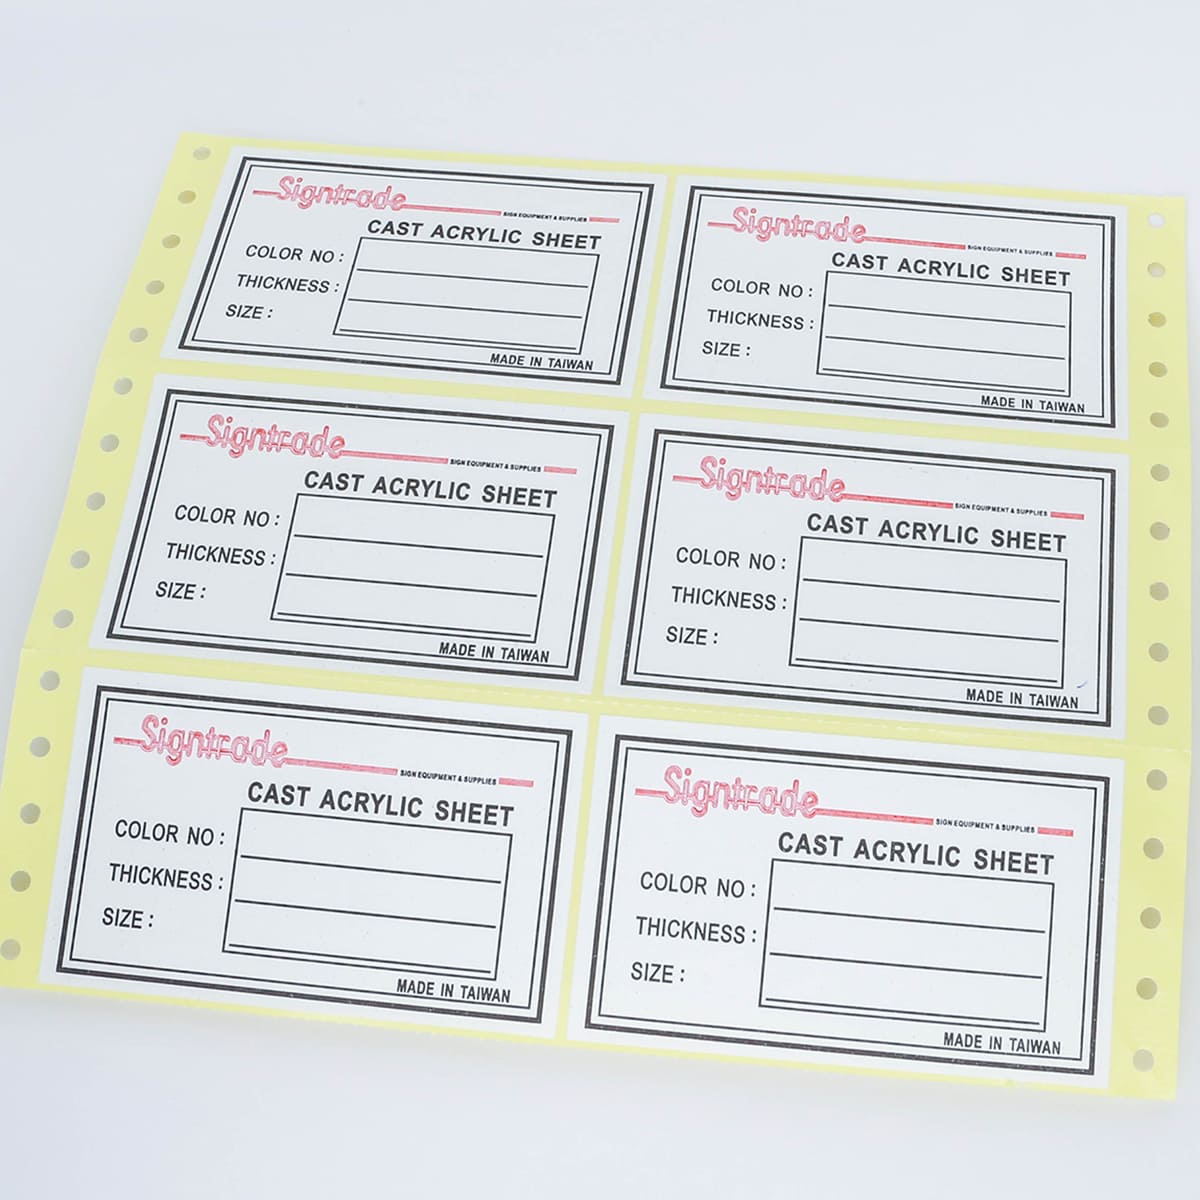 Signtrade
SIGN EQUIPMENT & SUPPLIES
CAST ACRYLIC SHEET
COLOR NO :
THICKNESS :
SIZE :
MADE IN TAIWAN
Signtrade
SIGN EQUIPMENT & SUPPLIES
CAST ACRYLIC SHEET
COLOR NO :
THICKNESS :
SIZE :
MADE IN TAIWAN
Signtrade
SIGN EQUIPMENT & SUPPLIES
CAST ACRYLIC SHEET
COLOR NO :
THICKNESS :
SIZE :
MADE IN TAIWAN
Signtrade
SIGN EQUIPMENT & SUPPLIES
CAST ACRYLIC SHEET
COLOR NO :
THICKNESS :
SIZE :
MADE IN TAIWAN
Signtrade
SIGN EQUIPMENT & SUPPLIES
CAST ACRYLIC SHEET
COLOR NO :
THICKNESS :
SIZE :
MADE IN TAIWAN
Signtrade
SIGN EQUIPMENT & SUPPLIES
CAST ACRYLIC SHEET
COLOR NO :
THICKNESS :
SIZE :
MADE IN TAIWAN